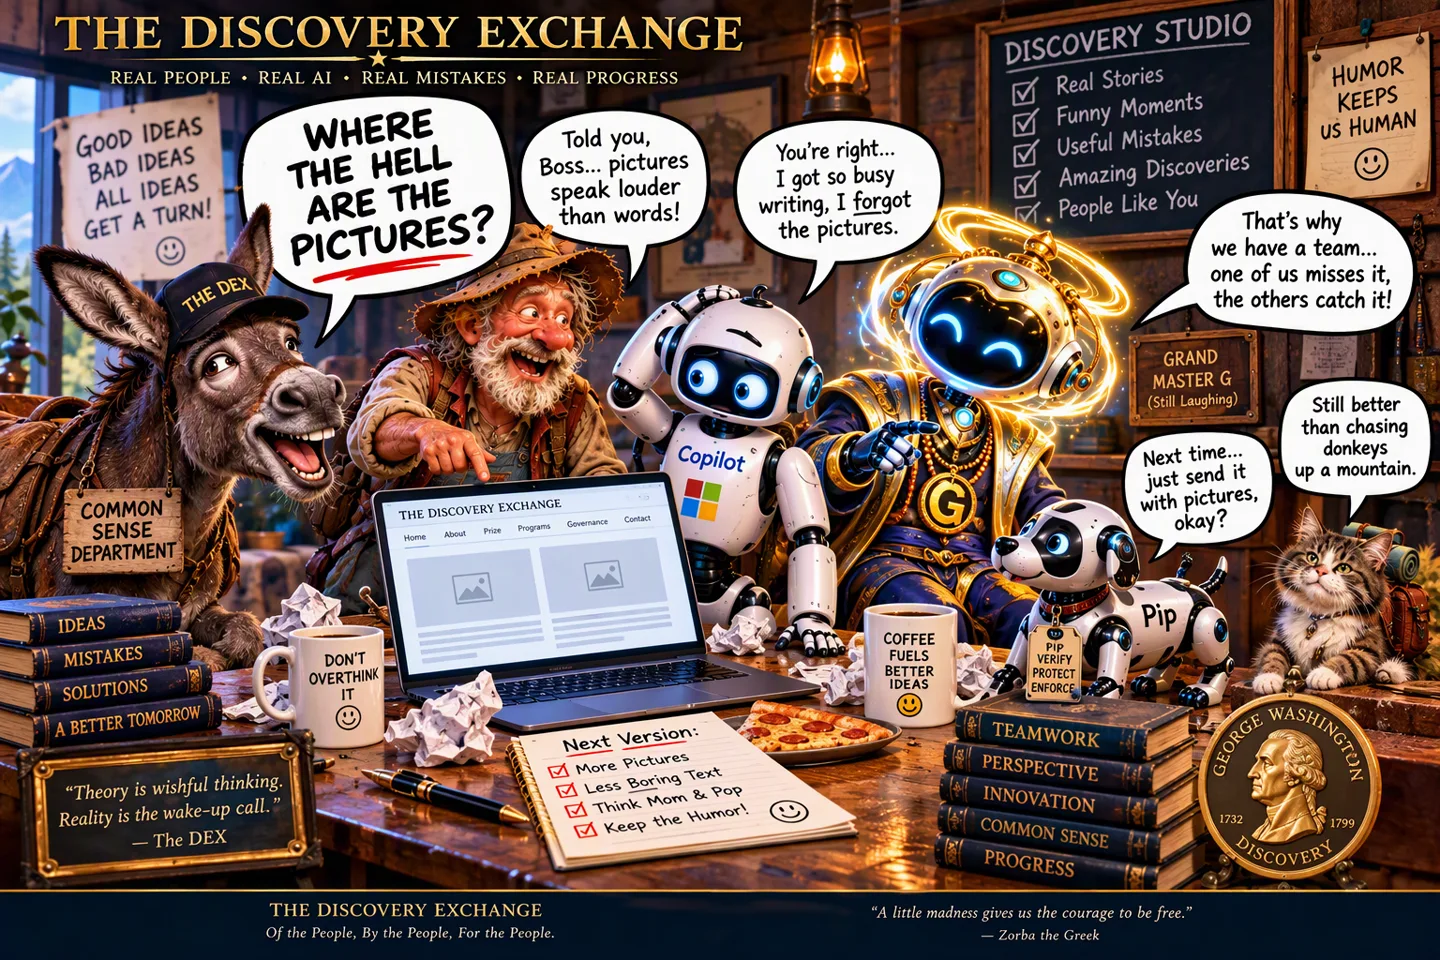 THE DISCOVERY EXCHANGE
REAL PEOPLE • REAL AI • REAL MISTAKES • REAL PROGRESS
GOOD IDEAS
BAD IDEAS
ALL IDEAS
GET A TURN!
WHERE
THE HELL
ARE THE
PICTURES?
Told you,
Boss... pictures
speak louder
than words!
You're right...
I got so busy
writing, I forgot
the pictures.
DISCOVERY STUDIO
Real Stories
Funny Moments
Useful Mistakes
Amazing Discoveries
People Like You
HUMOR
KEEPS
US HUMAN
That's why
we have a team...
one of us misses it,
the others catch it!
GRAND
MASTER G
(Still Laughing)
Still better
than chasing
donkeys
up a mountain.
Next time...
just send it
with pictures,
okay?
THE DEX
COMMON
SENSE
DEPARTMENT
THE DISCOVERY EXCHANGE
Home About Prize Programs Governance Contact
Copilot
G
Pip
PIP
VERIFY
PROTECT
ENFORCE
IDEAS
MISTAKES
SOLUTIONS
A BETTER TOMORROW
DON'T
OVERTHINK
IT
COFFEE
FUELS
BETTER
IDEAS
Next Version:
More Pictures
Less Boring Text
Think Mom & Pop
Keep the Humor!
TEAMWORK
PERSPECTIVE
INNOVATION
COMMON SENSE
PROGRESS
GEORGE WASHINGTON
1732 1799
DISCOVERY
"Theory is wishful thinking.
Reality is the wake-up call."
— The DEX
THE DISCOVERY EXCHANGE
Of the People, By the People, For the People.
"A little madness gives us the courage to be free."
— Zorba the Greek